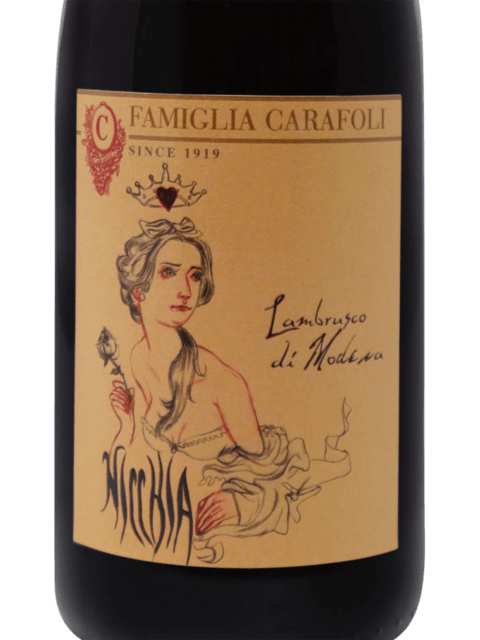 C
FAMIGLIA CARAFOLI
SINCE 1919
Lambrusco
di Modena
NICCHIA